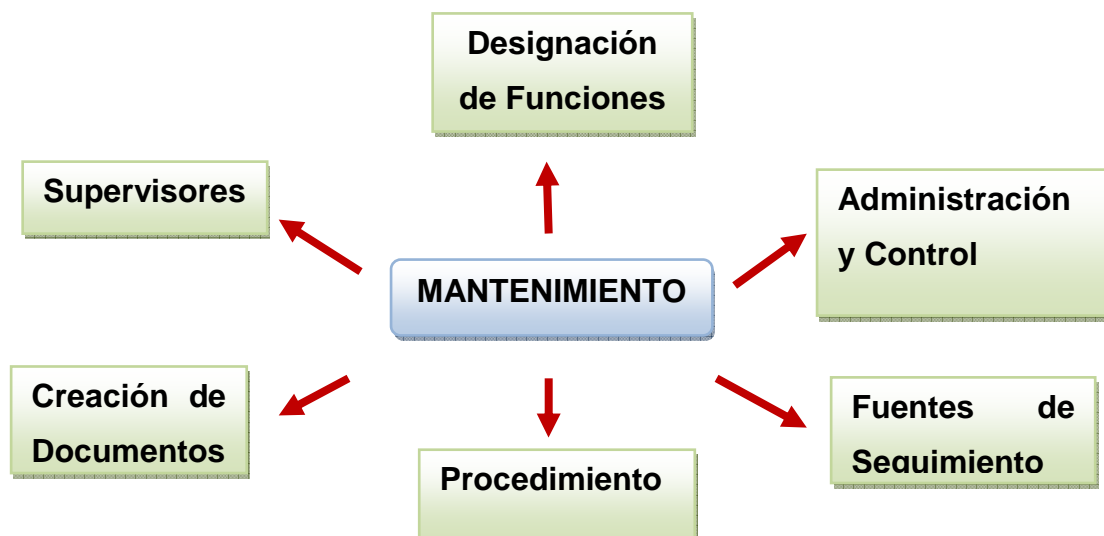 Designación
de Funciones
Supervisores
Administración
y Control
MANTENIMIENTO
Creación de
Documentos
Procedimiento
Fuentes de
Seguimiento